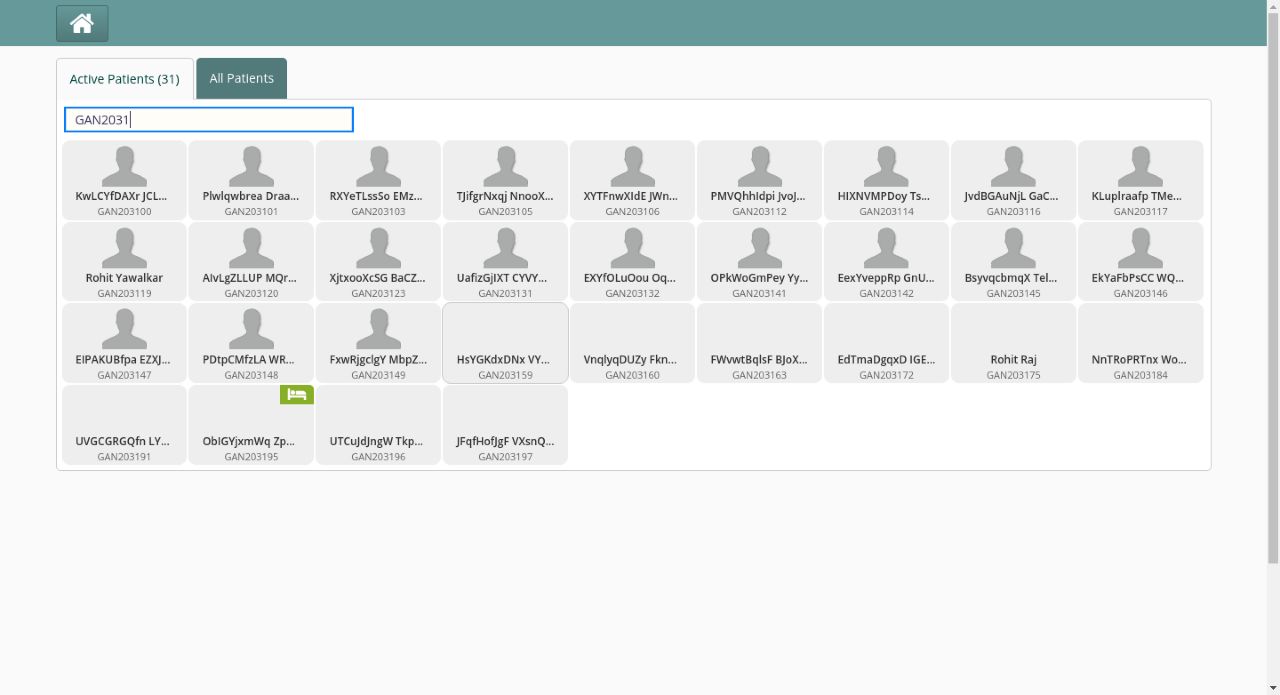 Active Patients (31)
All Patients
GAN2031
KwLCYfDAXr JCL...
GAN203100
Plwlqwbrea Draa...
GAN203101
RXYeTLssSo EMz...
GAN203103
TJifgrNxqj NnooX...
GAN203105
XYTFnwXIdE JWn...
GAN203106
PMVQhhIdpi JvoJ...
GAN203112
HIXNVMPDoy Ts...
GAN203114
JvdBGAuNjL GaC...
GAN203116
KLuplraafp TMe...
GAN203117
Rohit Yawalkar
GAN203119
AIvLgZLLUP MQr...
GAN203120
XjtxooXcSG BaCZ...
GAN203123
UafizGjIXT CYVY...
GAN203131
EXYfOLuOou Oq...
GAN203132
OPkWoGmPey Yy...
GAN203141
EexYveppRp GnU...
GAN203142
BsyvqcbmqX Tel...
GAN203145
EkYaFbPsCC WQ...
GAN203146
EIPAKUBfpa EZXJ...
GAN203147
PDtpCMfzLA WR...
GAN203148
FxwRjgclgY MbpZ...
GAN203149
HsYGKdxDNx VY...
GAN203159
VnqlyqDUZy Fkn...
GAN203160
FWvwtBqlsF BJoX...
GAN203163
EdTmaDgqxD IGE...
GAN203172
Rohit Raj
GAN203175
NnTRoPRTnx Wo...
GAN203184
UVGCGRGQfn LY...
GAN203191
ObIGYjxmWq Zp...
GAN203195
UTCuJdJngW Tkp...
GAN203196
JFqfHofJgF VXsnQ...
GAN203197